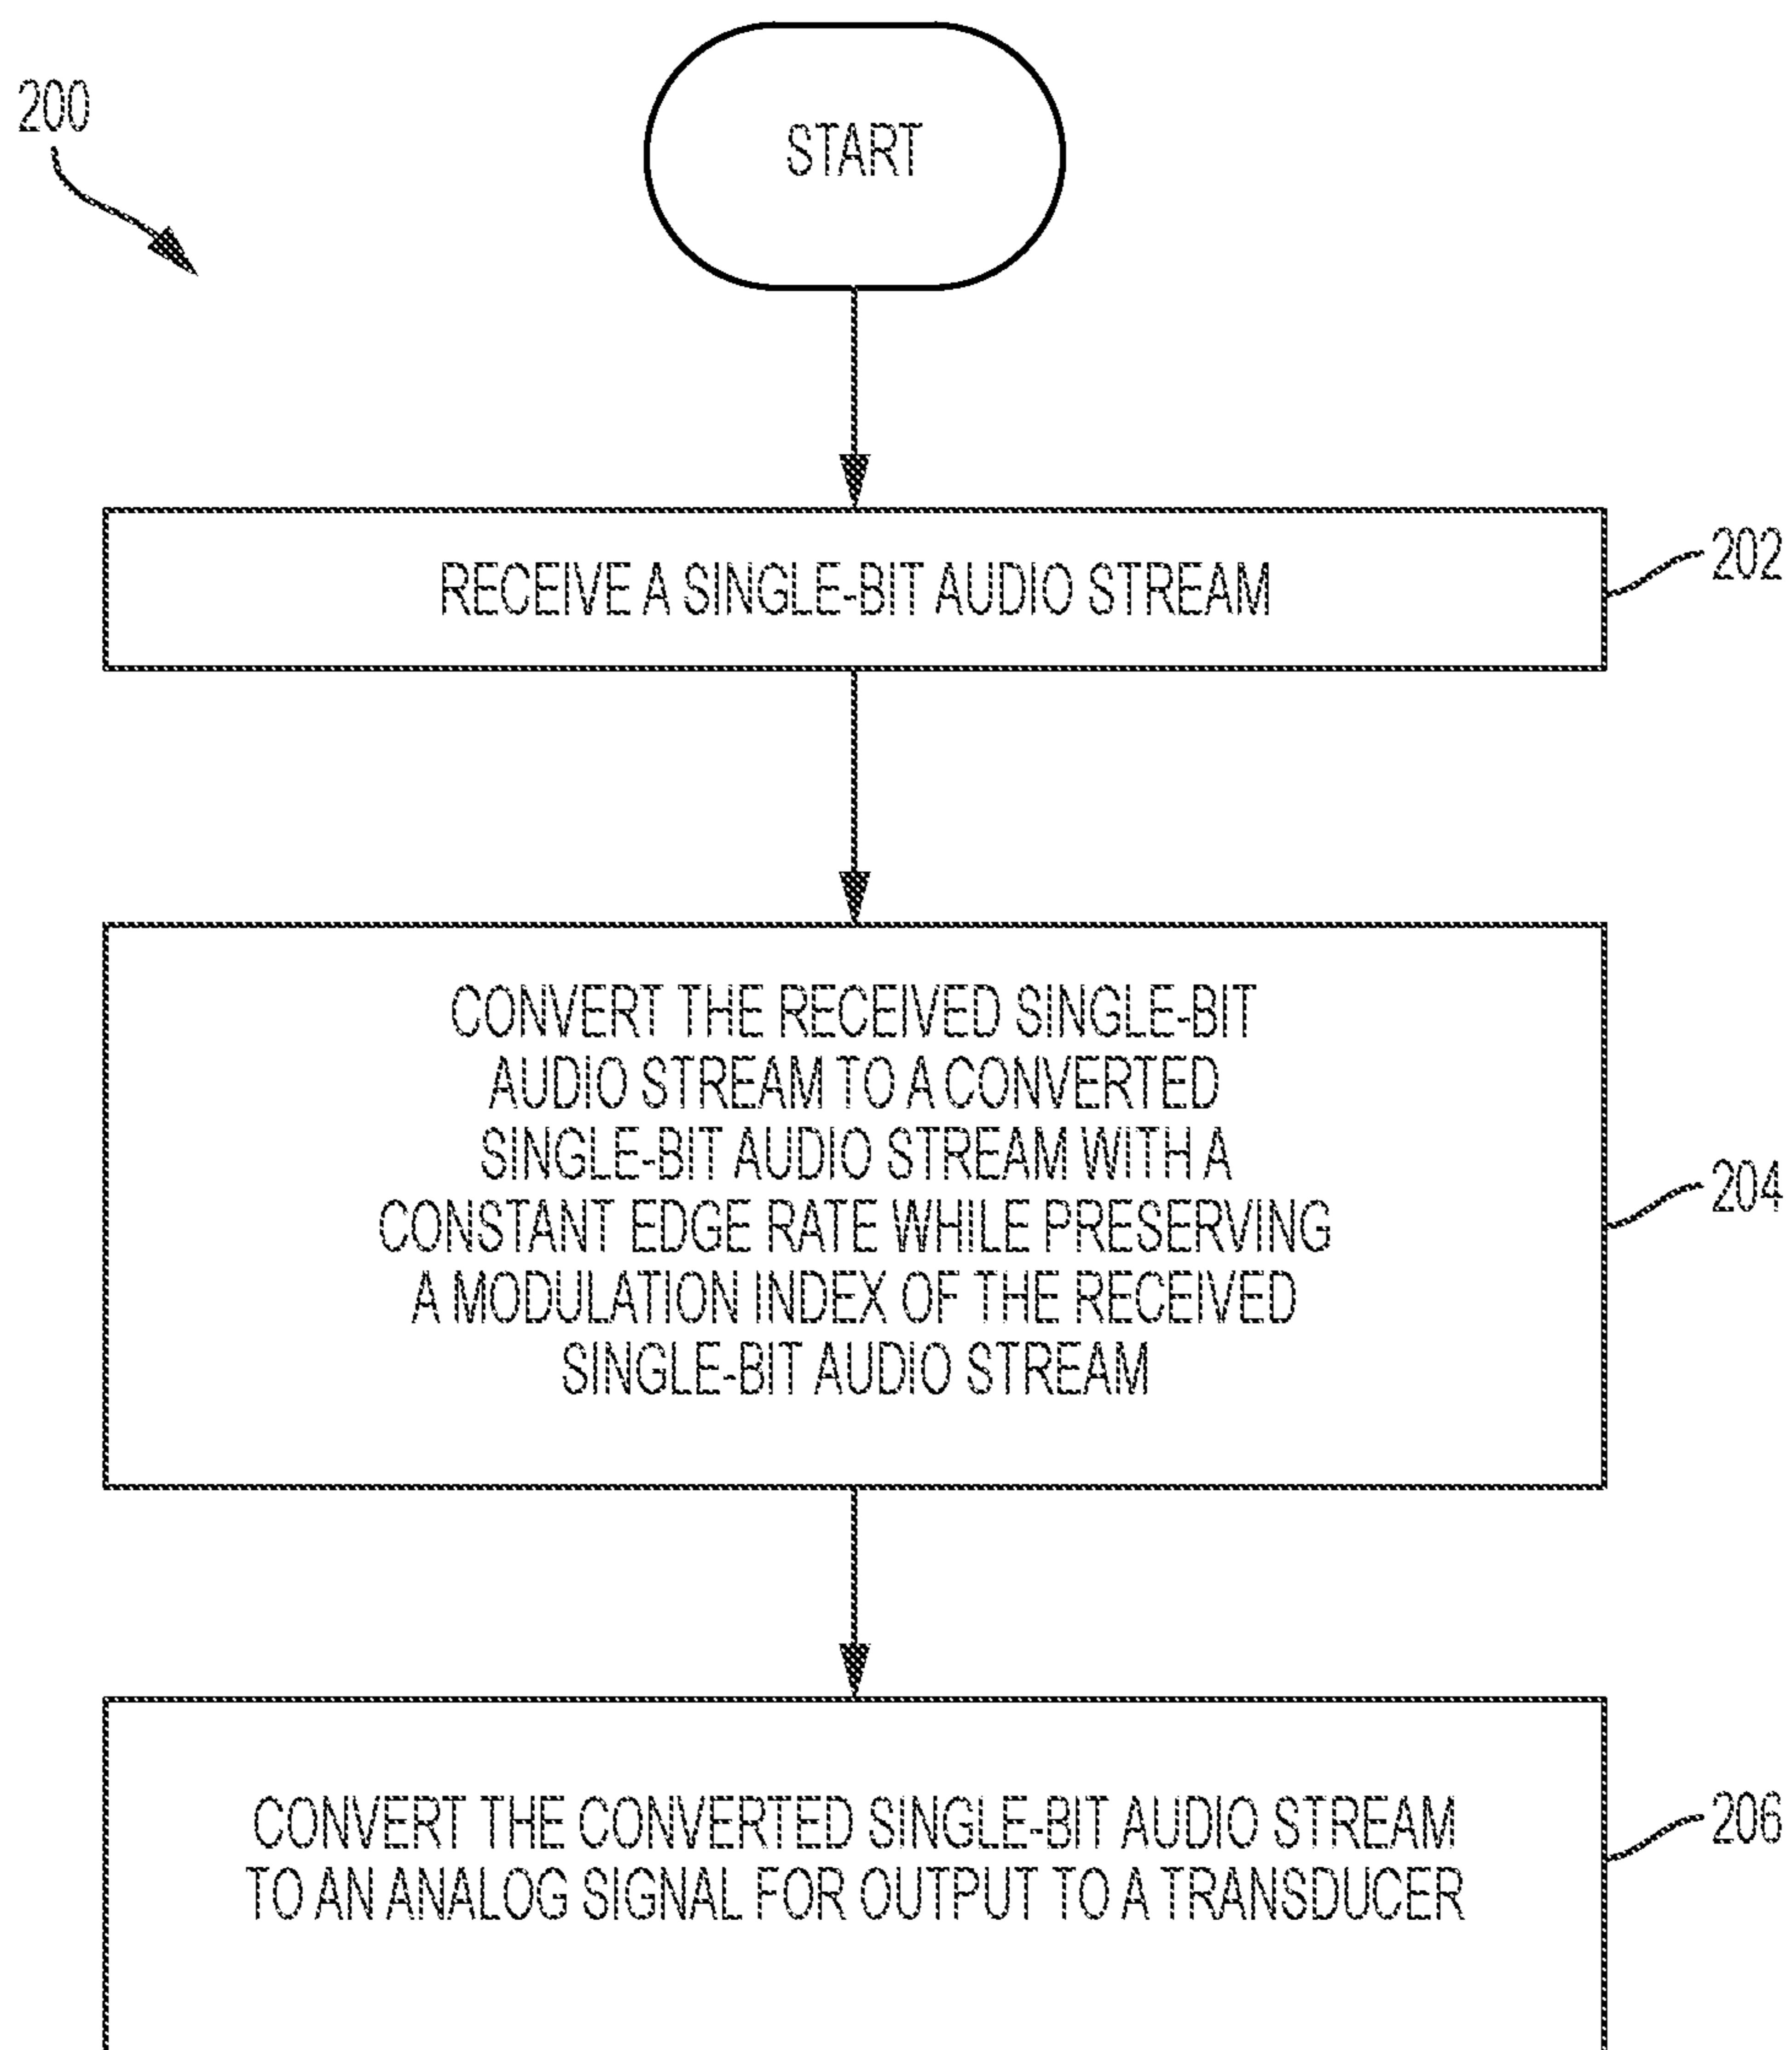 200
START
RECEIVE A SINGLE-BIT AUDIO STREAM
202
CONVERT THE RECEIVED SINGLE-BIT
AUDIO STREAM TO A CONVERTED
SINGLE-BIT AUDIO STREAM WITH A
CONSTANT EDGE RATE WHILE PRESERVING
A MODULATION INDEX OF THE RECEIVED
SINGLE-BIT AUDIO STREAM
204
CONVERT THE CONVERTED SINGLE-BIT AUDIO STREAM
TO AN ANALOG SIGNAL FOR OUTPUT TO A TRANSDUCER
206